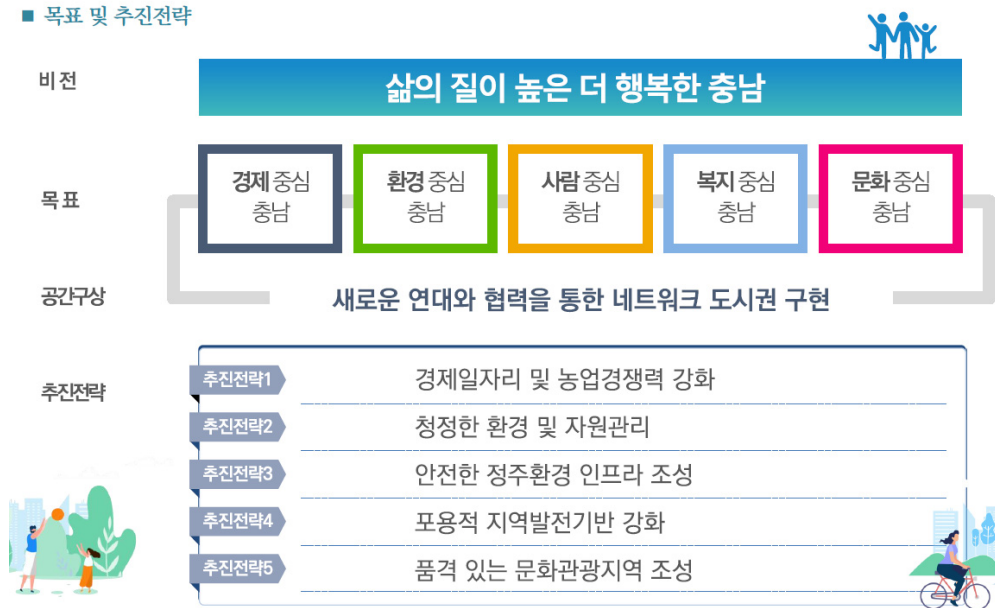 ■ 목표 및 추진전략
비전
삶의 질이 높은 더 행복한 충남
목표
경제 중심
충남
환경 중심
충남
사람 중심
충남
복지 중심
충남
문화 중심
충남
공간구상
새로운 연대와 협력을 통한 네트워크 도시권 구현
추진전략
추진전략1 경제일자리 및 농업경쟁력 강화
추진전략2 청정한 환경 및 자원관리
추진전략3 안전한 정주환경 인프라 조성
추진전략4 포용적 지역발전기반 강화
추진전략5 품격 있는 문화관광지역 조성